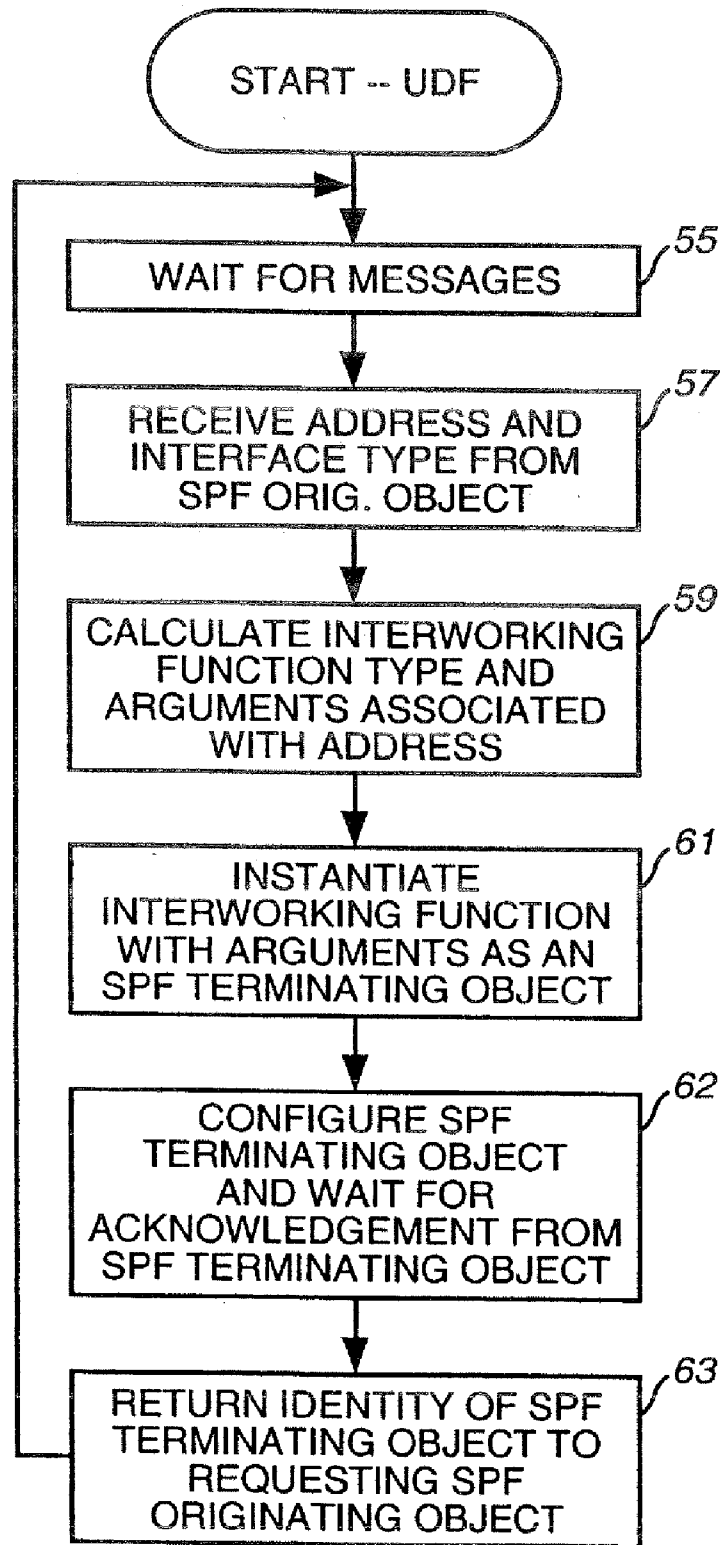 START -- UDF
55
WAIT FOR MESSAGES
57
RECEIVE ADDRESS AND
INTERFACE TYPE FROM
SPF ORIG. OBJECT
59
CALCULATE INTERWORKING
FUNCTION TYPE AND
ARGUMENTS ASSOCIATED
WITH ADDRESS
61
INSTANTIATE
INTERWORKING FUNCTION
WITH ARGUMENTS AS AN
SPF TERMINATING OBJECT
62
CONFIGURE SPF
TERMINATING OBJECT
AND WAIT FOR
ACKNOWLEDGEMENT FROM
SPF TERMINATING OBJECT
63
RETURN IDENTITY OF SPF
TERMINATING OBJECT TO
REQUESTING SPF
ORIGINATING OBJECT